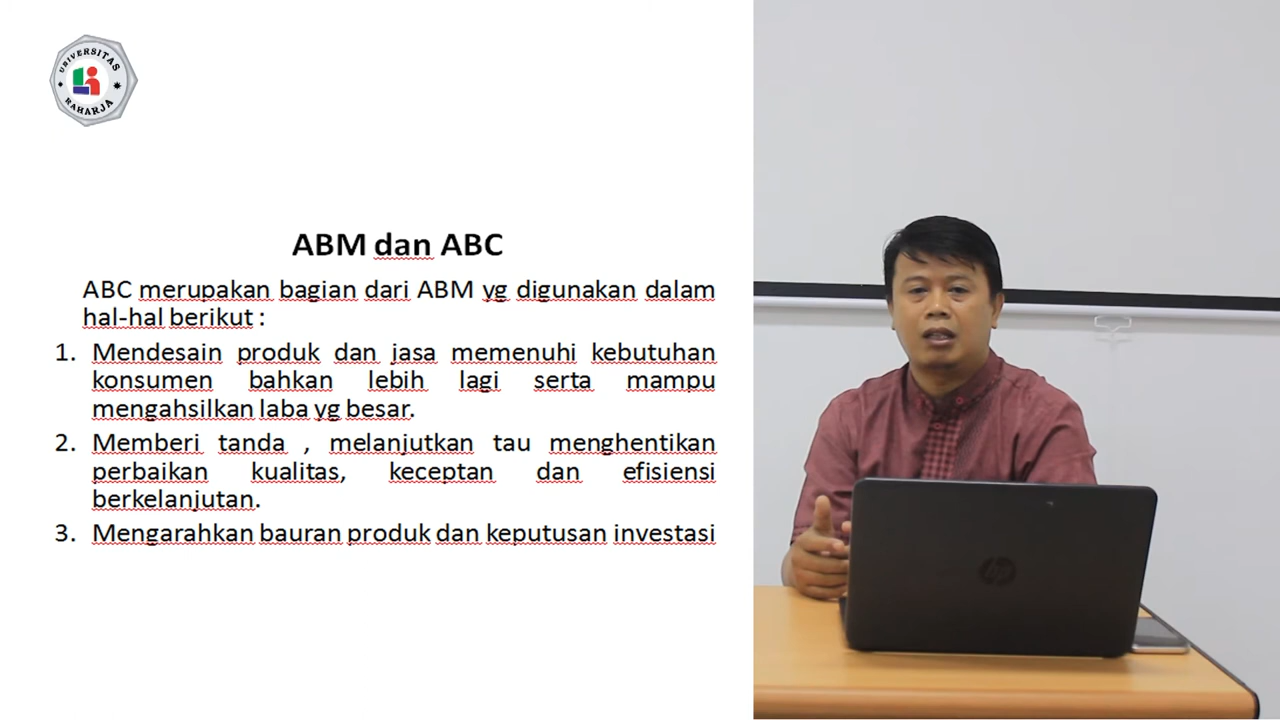 UNIVERSITAS
RAHARJA
ABM dan ABC
ABC merupakan bagian dari ABM yg digunakan dalam
hal-hal berikut :
1. Mendesain produk dan jasa memenuhi kebutuhan
konsumen bahkan lebih lagi serta mampu
mengahsilkan laba yg besar.
2. Memberi tanda , melanjutkan tau menghentikan
perbaikan kualitas, keceptan dan efisiensi
berkelanjutan.
3. Mengarahkan bauran produk dan keputusan investasi
hp